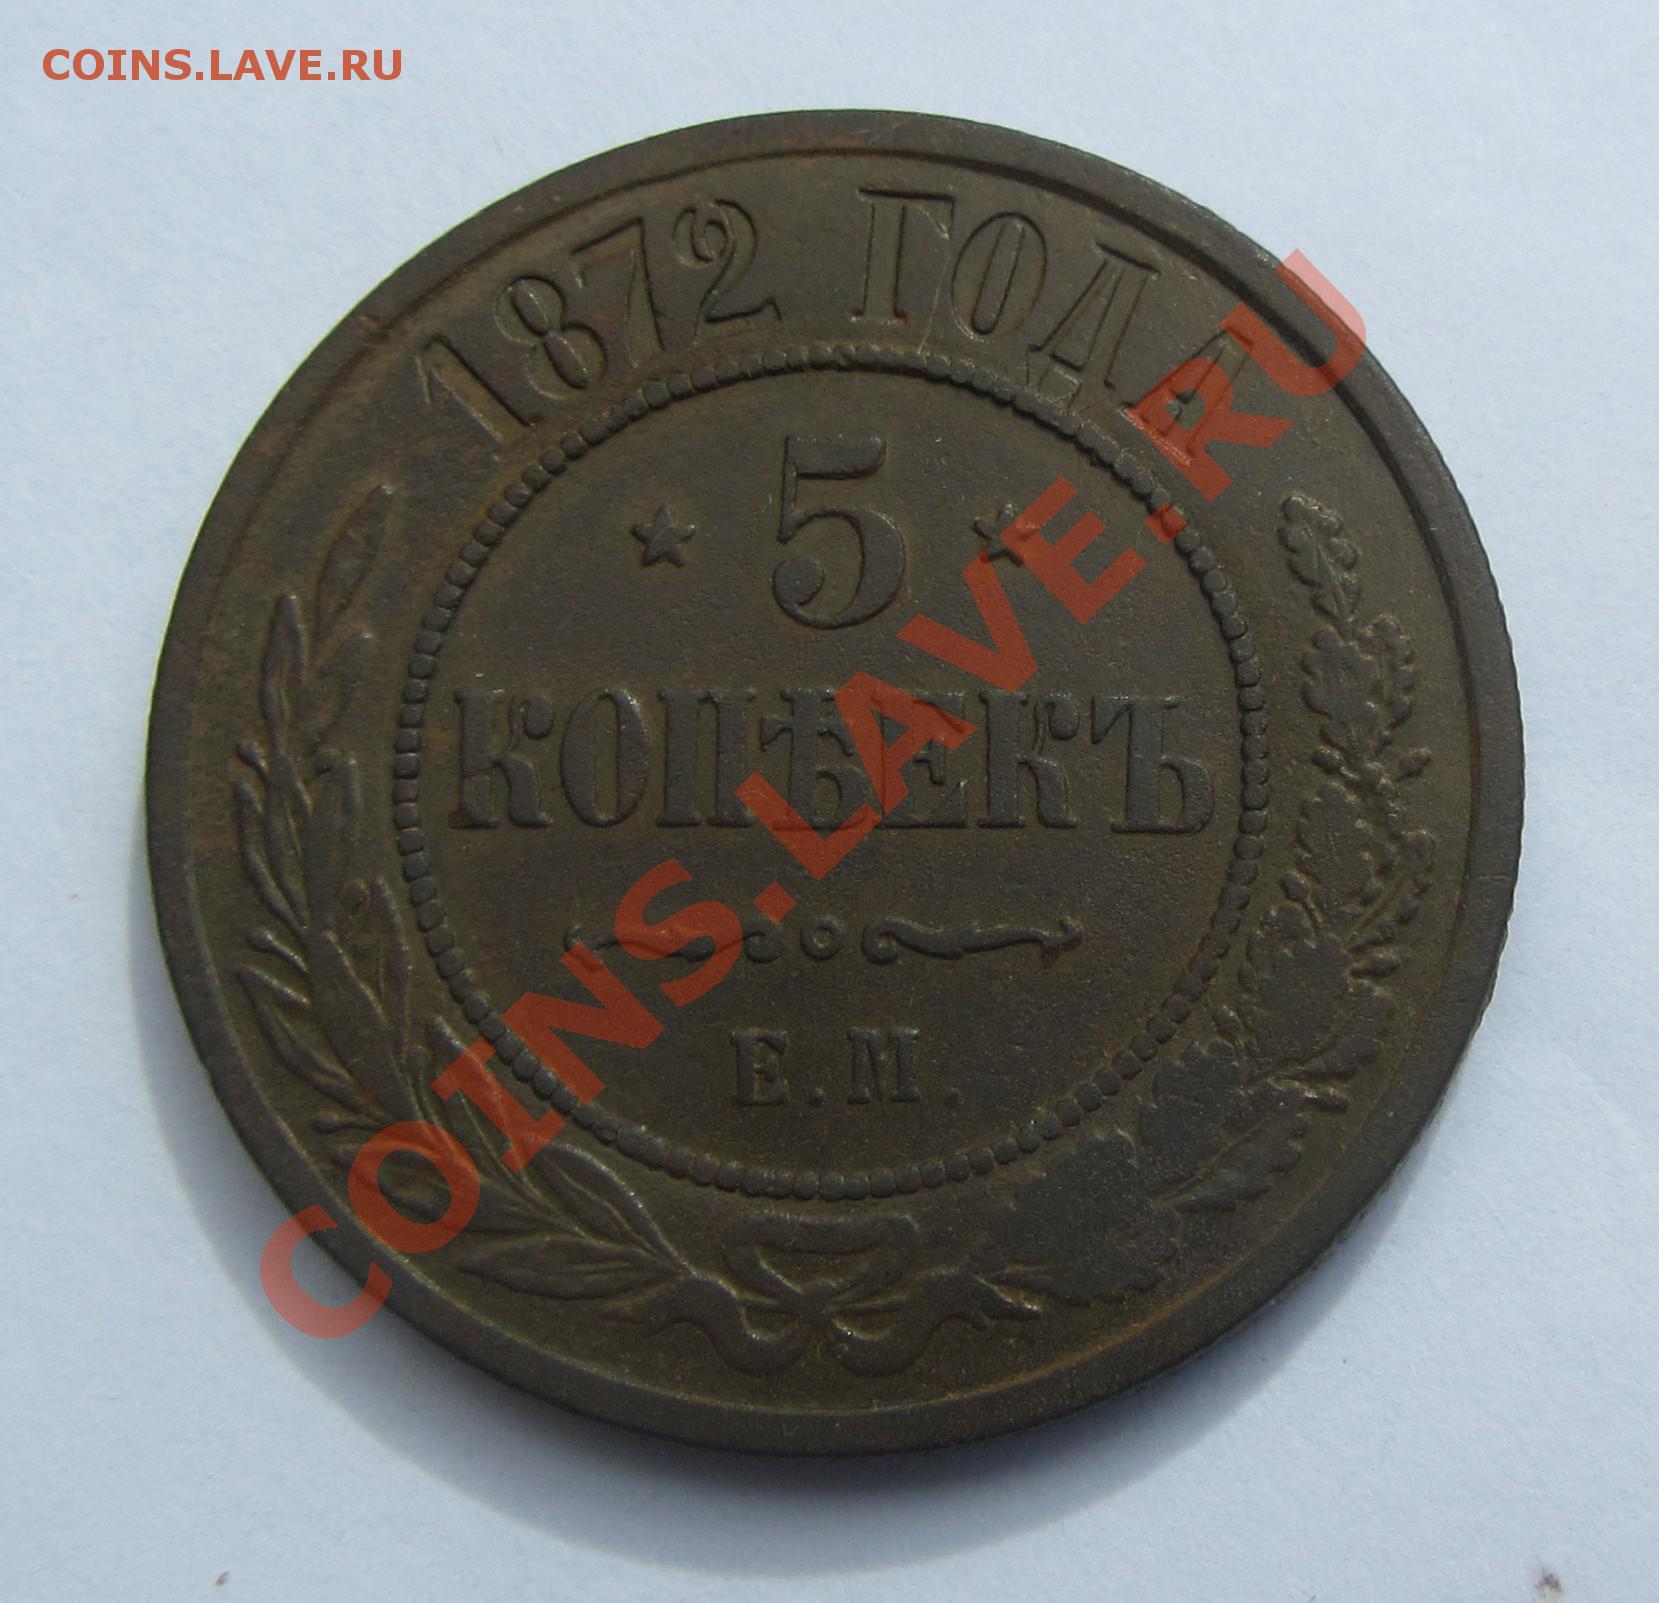 COINS.LAVE.RU
1872 ГОДА
5
КОПѢЕКЪ
Е.М.
COINS.LAVE.RU